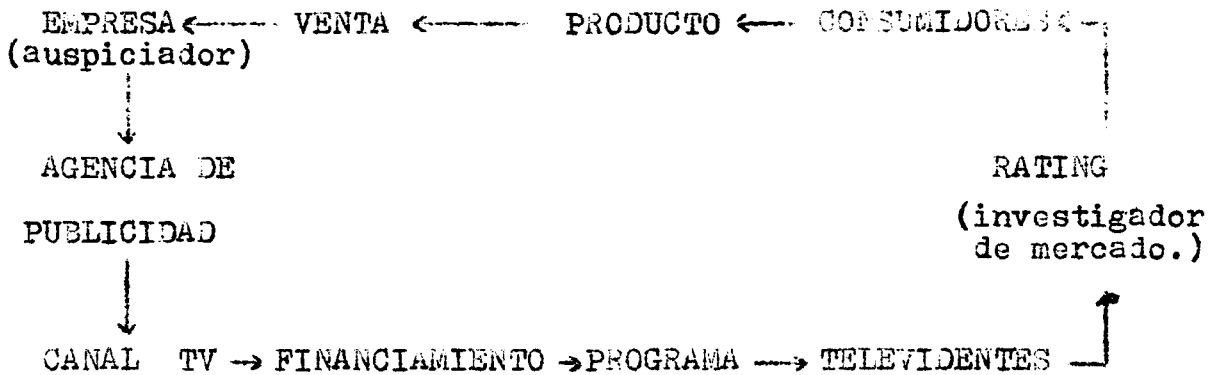 EMPRESA ← VENTA ← PRODUCTO ← CONSUMIDORES ←
(auspiciador)
AGENCIA DE
PUBLICIDAD
RATING
(investigador
de mercado.)
CANAL TV → FINANCIAMIENTO → PROGRAMA → TELEVIDENTES